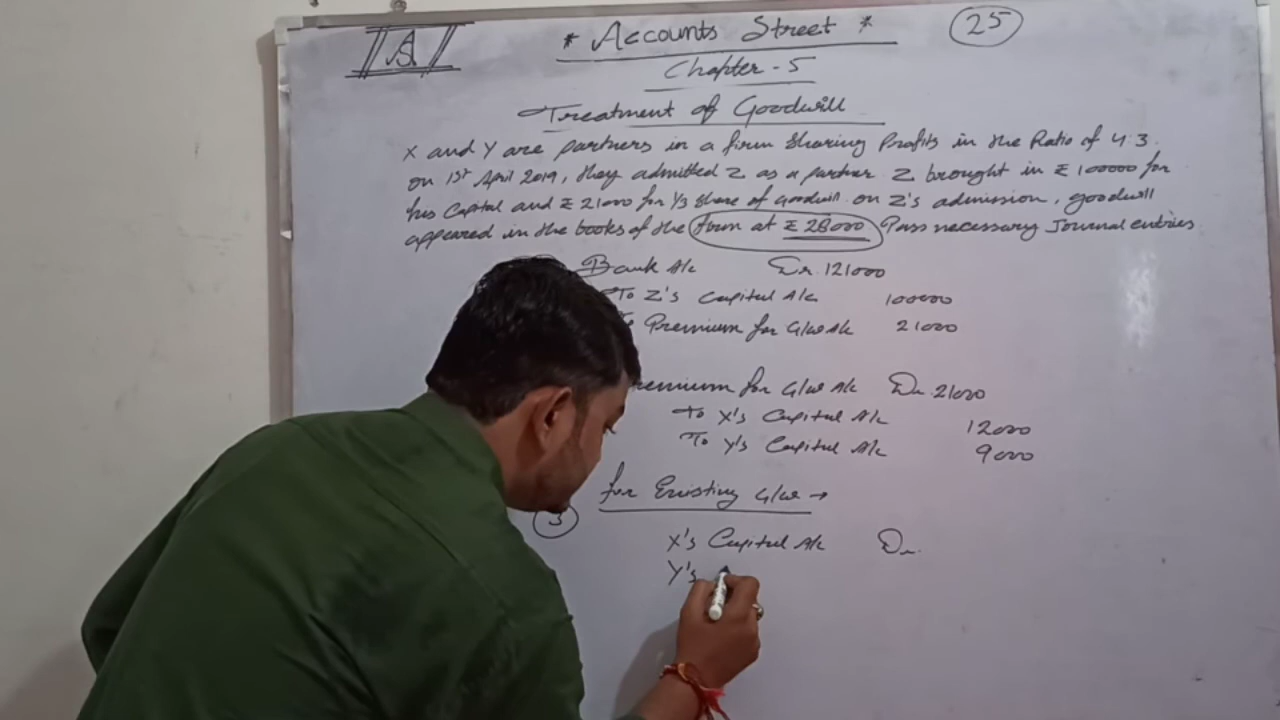 A
* Accounts Street *
25
Chapter - 5
Treatment of Goodwill
X and Y are partners in a firm sharing Profits in the Ratio of 4:3.
on 1st April 2019, they admitted Z as a partner Z brought in ₹ 100000 for
his Capital and ₹ 21000 for 1/3 share of Goodwill. on Z's admission, goodwill
appeared in the books of the firm at ₹ 28000 Pass necessary Journal entries
Bank A/c Dr. 121000
To Z's Capital A/c 100000
Premium for G/w A/c 21000
remium for G/w A/c Dr. 21000
To X's Capital A/c 12000
To Y's Capital A/c 9000
for Existing G/w →
3
X's Capital A/c Dr.
Y's